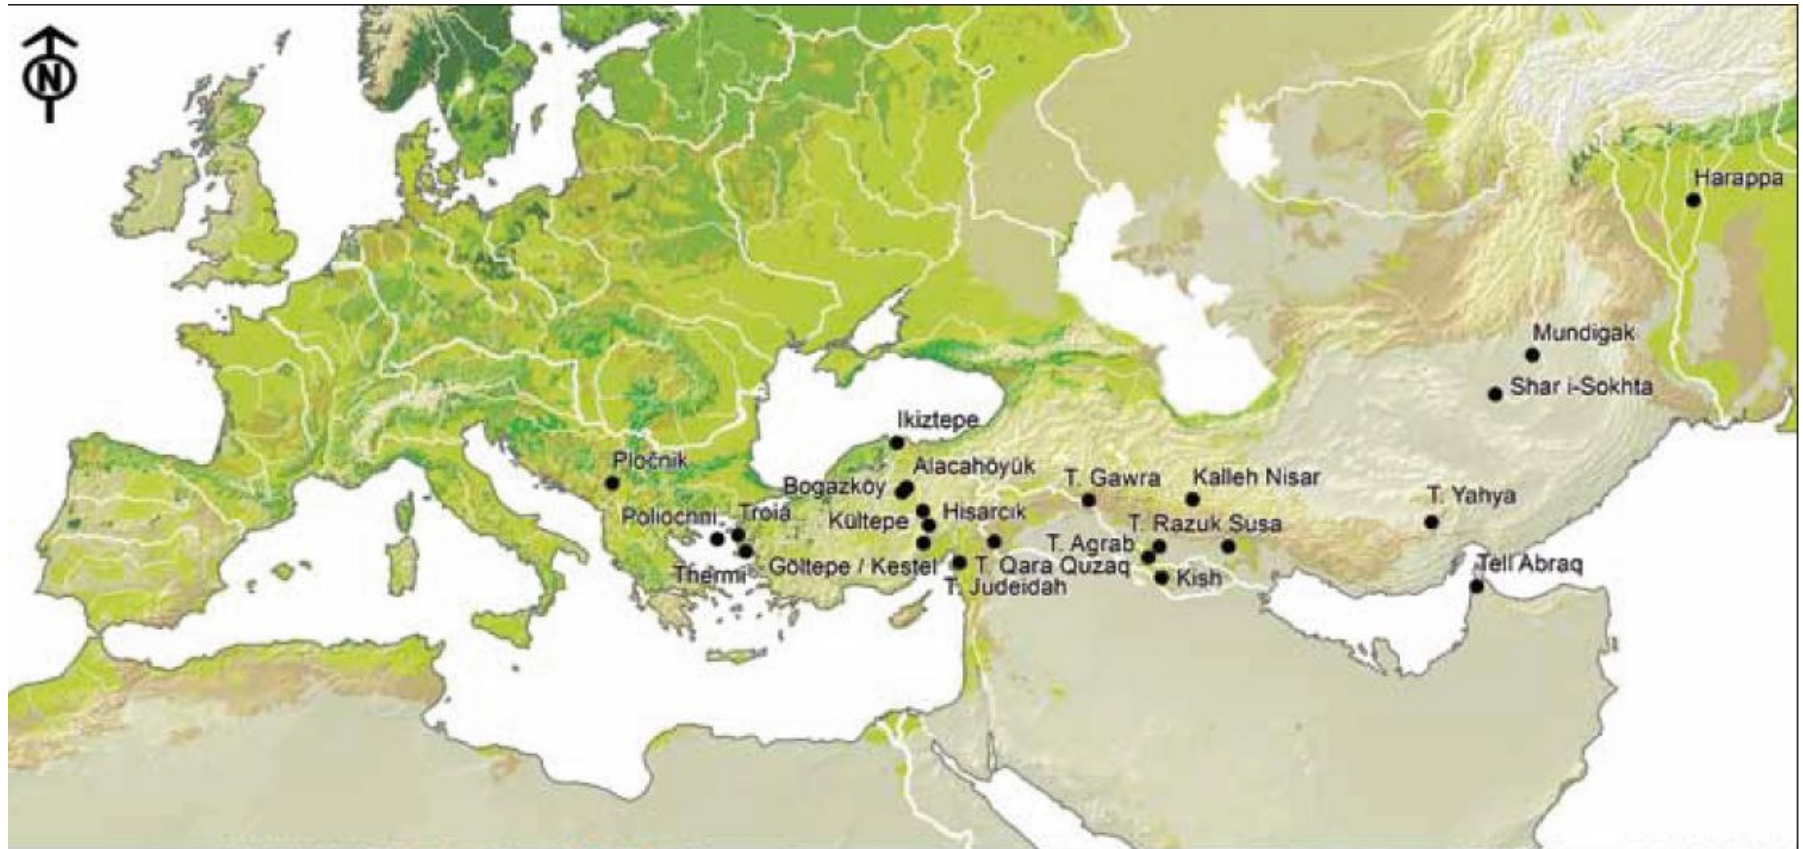 N
Harappa
Mundigak
Shar i-Sokhta
Ikiztepe
Pločnik
Alacahöyük
T. Gawra
Kalleh Nisar
Bogazköy
T. Yahya
Poliochni
Troia
Kültepe
Hisarcık
T. Razuk
Susa
T. Agrab
Thermi
Göltepe / Kestel
T. Qara Quzaq
Kish
Tell Abraq
T. Judeidah